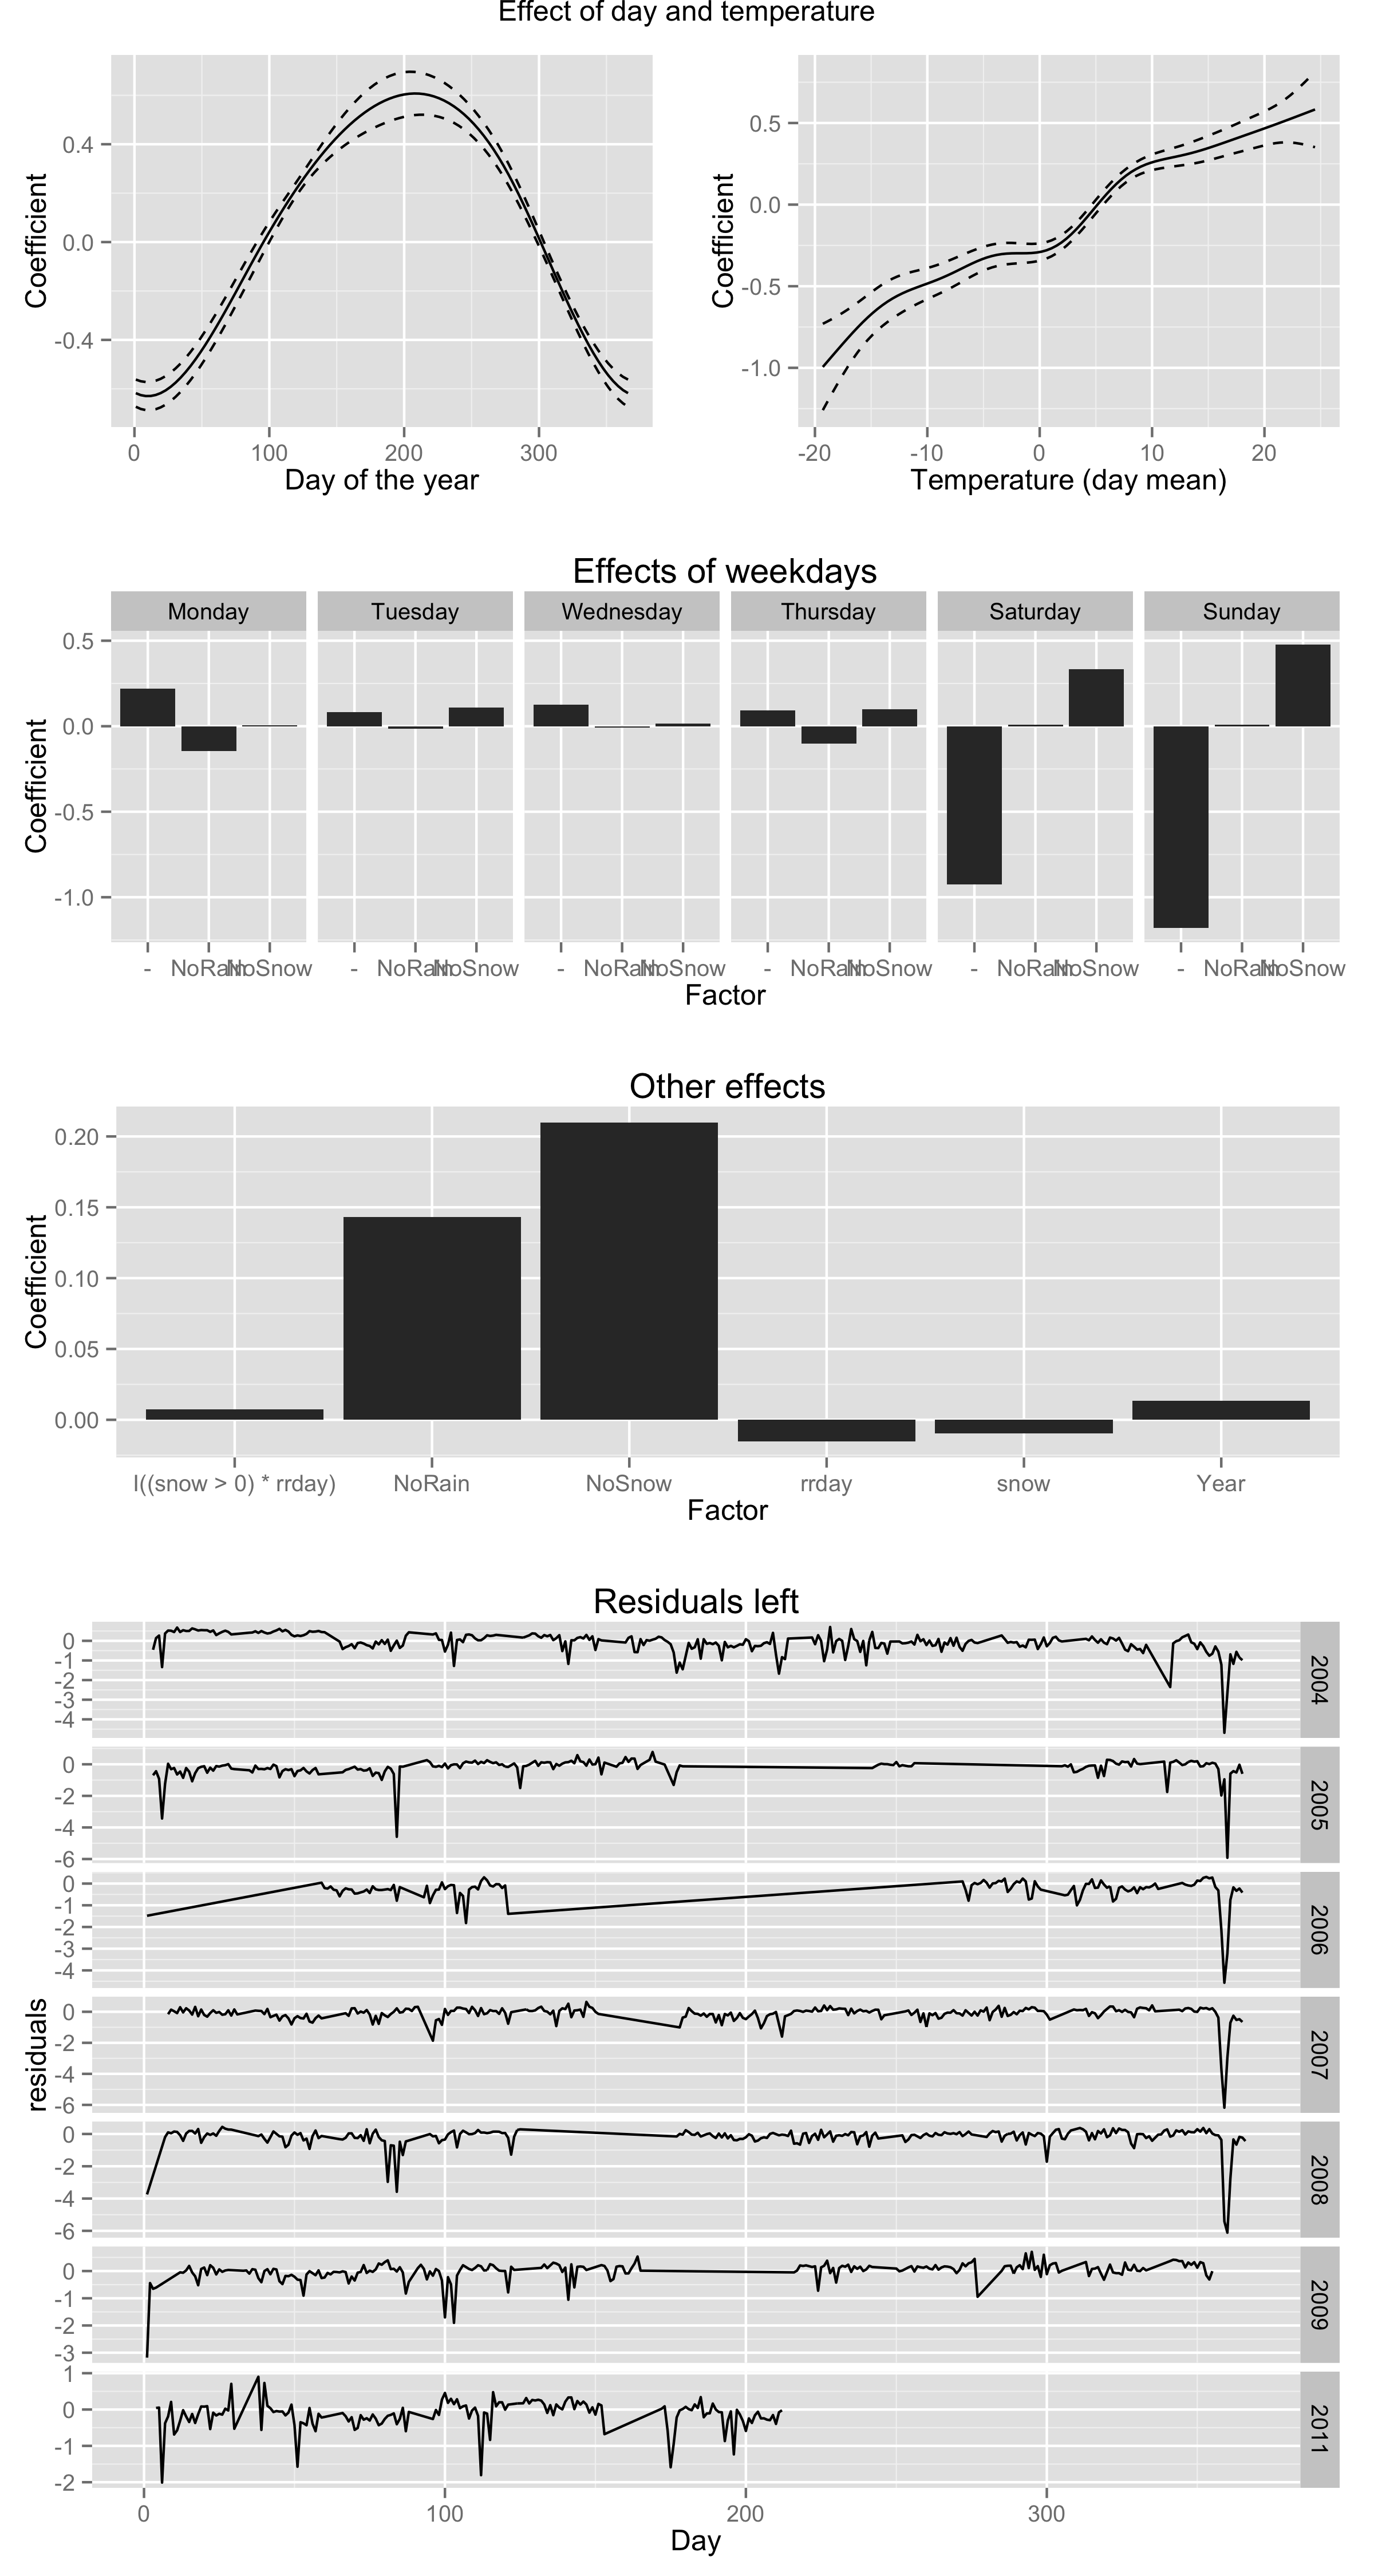 Effect of day and temperature
Coefficient
0.4
0.0
-0.4
0 100 200 300
Day of the year
Coefficient
0.5
0.0
-0.5
-1.0
-20 -10 0 10 20
Temperature (day mean)
Effects of weekdays
Monday Tuesday Wednesday Thursday Saturday Sunday
Coefficient
0.5
0.0
-0.5
-1.0
- NoRain NoSnow - NoRain NoSnow - NoRain NoSnow - NoRain NoSnow - NoRain NoSnow - NoRain NoSnow
Factor
Other effects
Coefficient
0.20
0.15
0.10
0.05
0.00
I((snow > 0) * rrday) NoRain NoSnow rrday snow Year
Factor
Residuals left
residuals
0
-1
-2
-3
-4
2004
0
-2
-4
-6
2005
0
-1
-2
-3
-4
2006
0
-2
-4
-6
2007
0
-2
-4
-6
2008
0
-1
-2
-3
2009
1
0
-1
-2
2011
0 100 200 300
Day